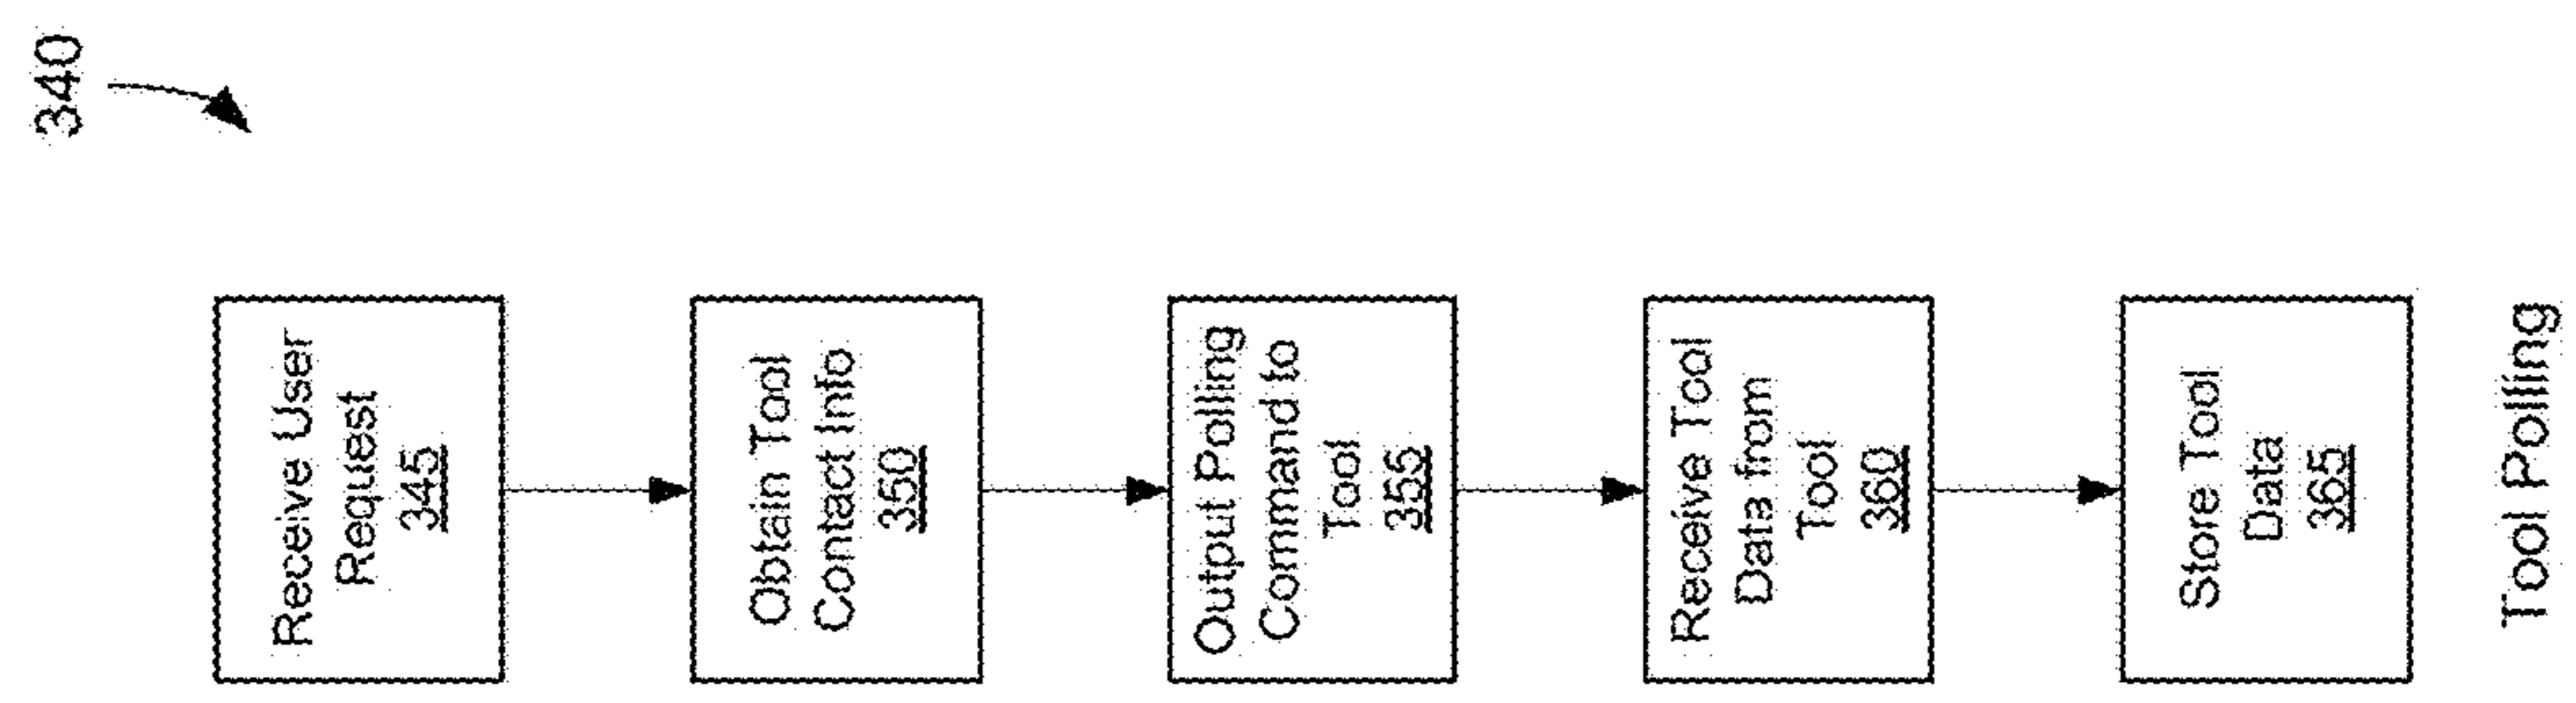 340
Receive User
Request
345
Obtain Tool
Contact Info
350
Output Polling
Command to
Tool
355
Receive Tool
Data from
Tool
360
Store Tool
Data
365
Tool Polling